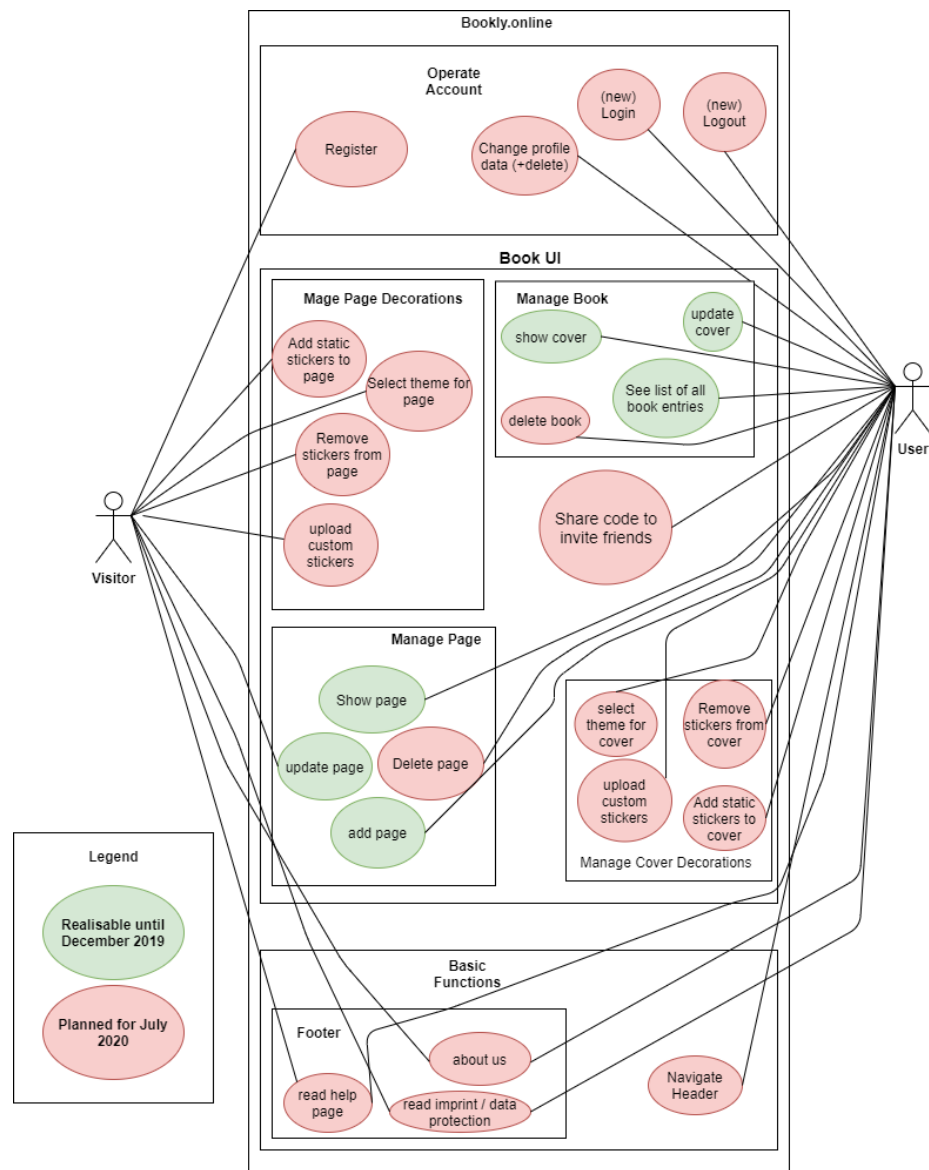 Bookly.online
Operate
Account
(new)
Login
(new)
Logout
Register
Change profile
data (+delete)
Book UI
Mage Page Decorations
Add static
stickers to
page
Select theme for
page
Remove
stickers from
page
upload
custom
stickers
Manage Book
update
cover
show cover
See list of all
book entries
delete book
Share code to
invite friends
Visitor
User
Manage Page
Show page
Delete page
update page
add page
select
theme for
cover
Remove
stickers from
cover
upload
custom
stickers
Add static
stickers to
cover
Manage Cover Decorations
Legend
Realisable until
December 2019
Planned for July
2020
Basic
Functions
Footer
about us
read help
page
read imprint / data
protection
Navigate
Header